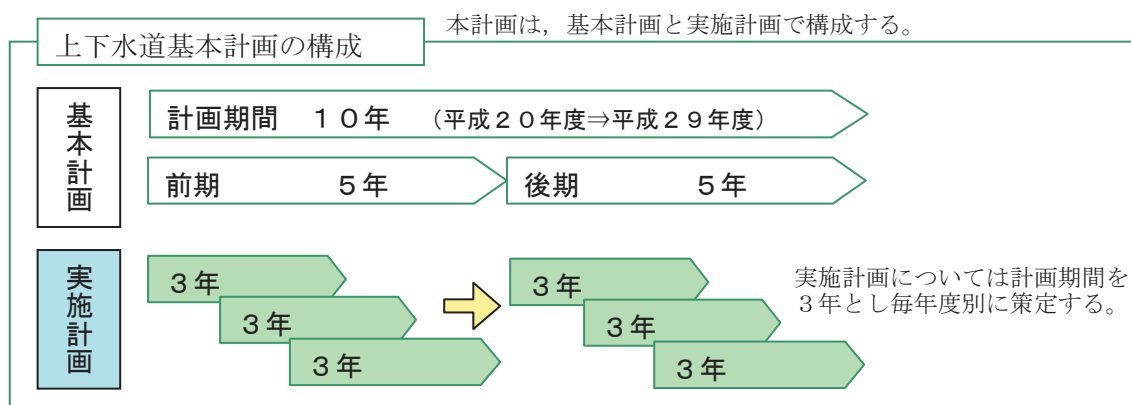 本計画は，基本計画と実施計画で構成する。
上下水道基本計画の構成
基本計画
計画期間　１０年　（平成２０年度⇒平成２９年度）
前期　５年
後期　５年
実施計画
３年
３年
３年
３年
３年
３年
実施計画については計画期間を
３年とし毎年度別に策定する。